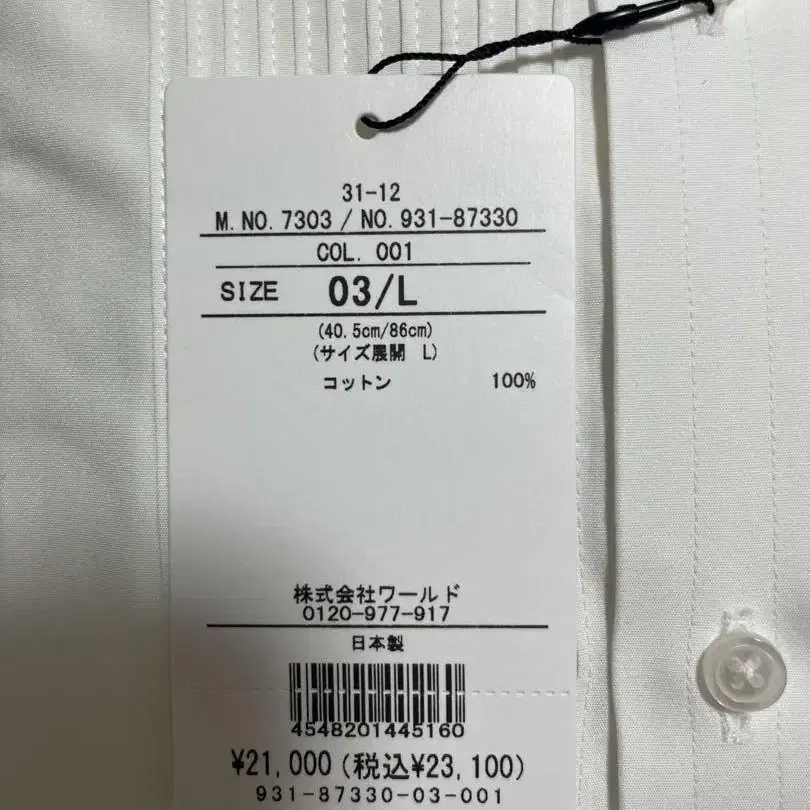 31-12
M.NO.7303 / NO.931-87330
COL. 001
SIZE 03/L
(40.5cm/86cm)
(サイズ展開 L)
コットン 100%
株式会社ワールド
0120-977-917
日本製
4548201445160
¥21,000(税込¥23,100)
931-87330-03-001